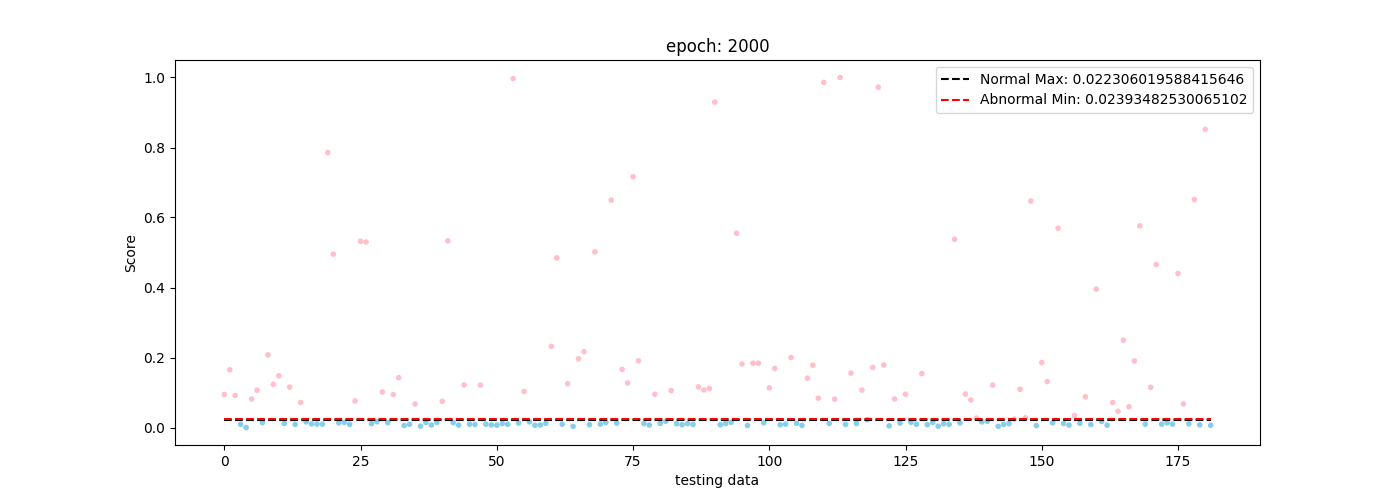 epoch: 2000
Normal Max: 0.022306019588415646
Abnormal Min: 0.02393482530065102
1.0
0.8
0.6
0.4
0.2
0.0
Score
0 25 50 75 100 125 150 175
testing data